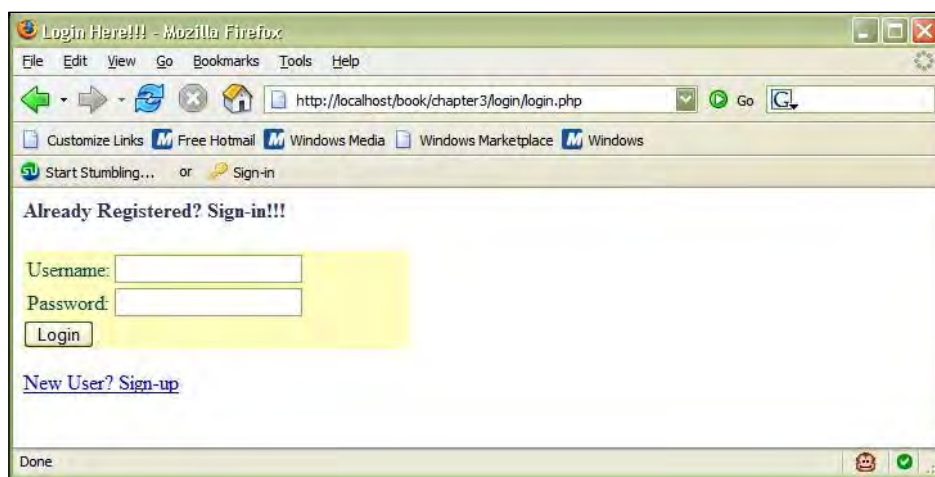 Login Here!!! - Mozilla Firefox
File Edit View Go Bookmarks Tools Help
http://localhost/book/chapter3/login/login.php Go G
Customize Links Free Hotmail Windows Media Windows Marketplace Windows
Start Stumbling... or Sign-in
Already Registered? Sign-in!!!
Username:
Password:
Login
New User? Sign-up
Done